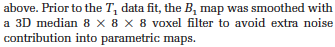 above. Prior to the T₁ data fit, the B₁ map was smoothed with
a 3D median 8 × 8 × 8 voxel filter to avoid extra noise
contribution into parametric maps.